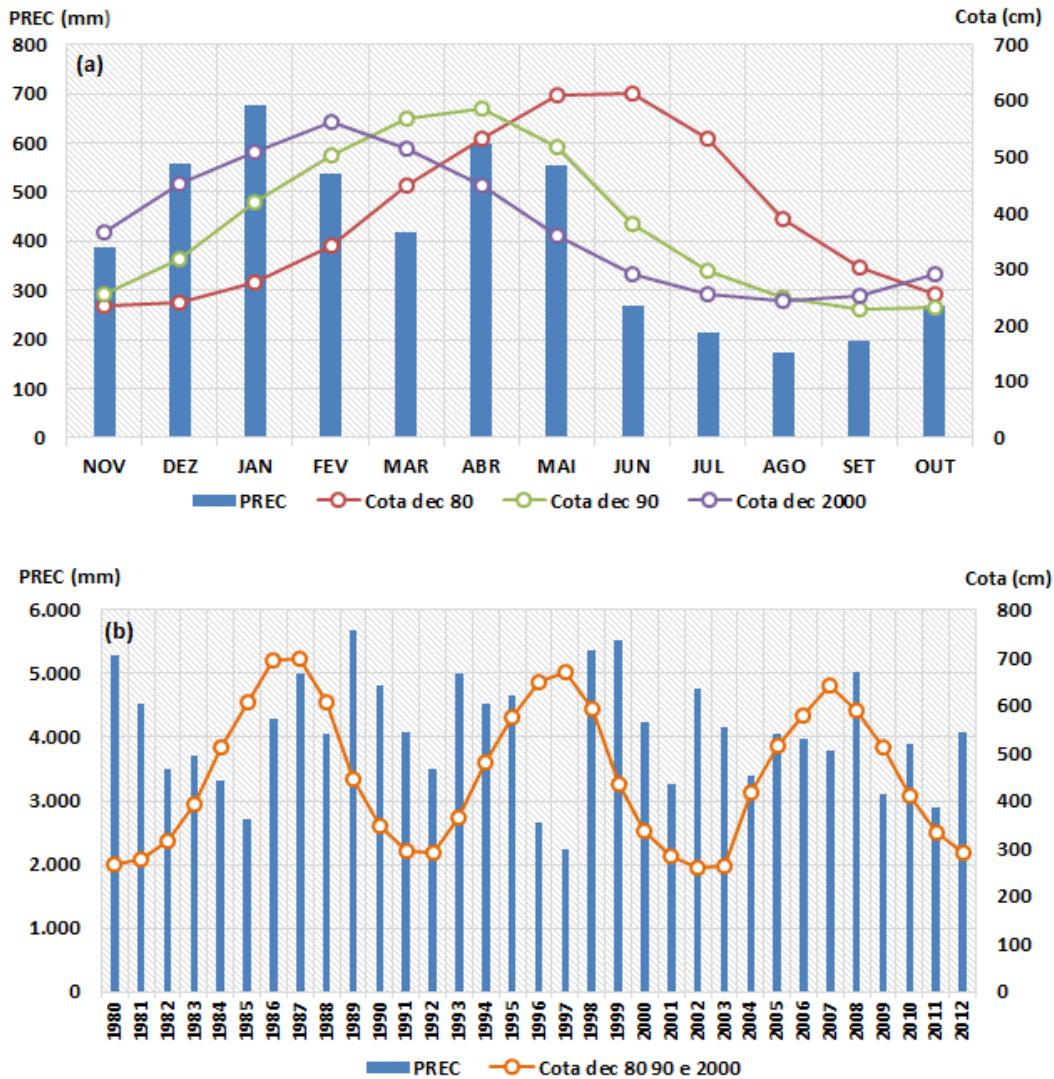 PREC (mm) Cota (cm)
(a)
800 700
700 600
600 500
500 400
400 300
300 200
200 100
100 0
0
NOV DEZ JAN FEV MAR ABR MAI JUN JUL AGO SET OUT
PREC Cota dec 80 Cota dec 90 Cota dec 2000
PREC (mm) Cota (cm)
(b)
6.000 800
5.000 700
4.000 600
3.000 500
2.000 400
1.000 300
0 200
100
0
1980 1981 1982 1983 1984 1985 1986 1987 1988 1989 1990 1991 1992 1993 1994 1995 1996 1997 1998 1999 2000 2001 2002 2003 2004 2005 2006 2007 2008 2009 2010 2011 2012
PREC Cota dec 80 90 e 2000